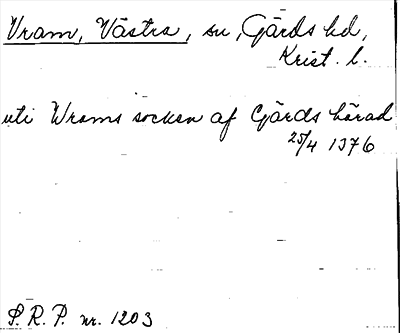 Vram, Västra, sn, Gärds hd,
Krist. l.
uti Wrams socken af Gärds härad
25/4 1376
S. R. P. nr. 1203